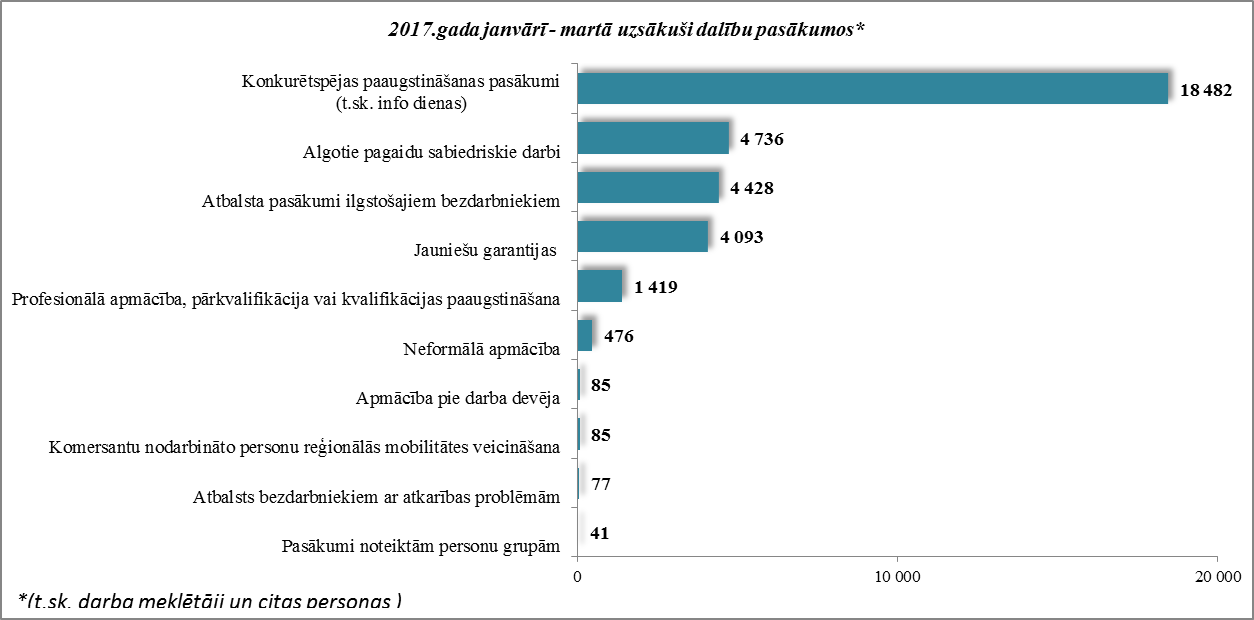 2017.gada janvārī - martā uzsākuši dalību pasākumos*
Konkurētspējas paaugstināšanas pasākumi
(t.sk. info dienas)
18 482
Algotie pagaidu sabiedriskie darbi
4 736
Atbalsta pasākumi ilgstošajiem bezdarbniekiem
4 428
Jauniešu garantijas
4 093
Profesionālā apmācība, pārkvalifikācija vai kvalifikācijas paaugstināšana
1 419
Neformālā apmācība
476
Apmācība pie darba devēja
85
Komersantu nodarbināto personu reģionālās mobilitātes veicināšana
85
Atbalsts bezdarbniekiem ar atkarības problēmām
77
Pasākumi noteiktām personu grupām
41
0
10 000
20 000
*(t.sk. darba meklētāji un citas personas )